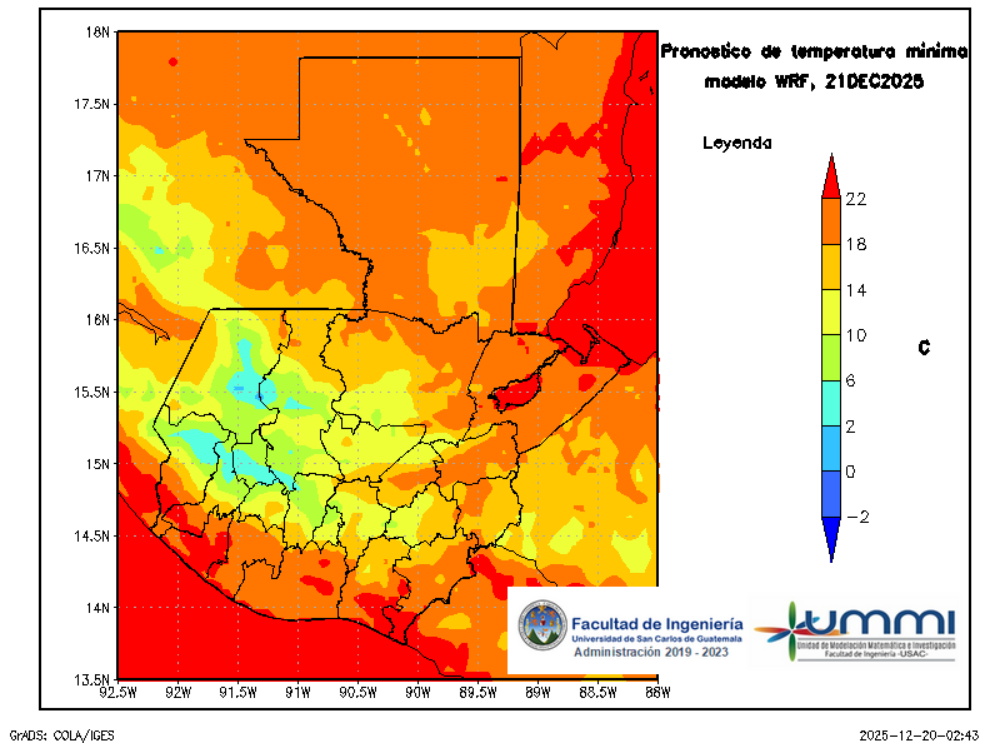 Pronostico de temperatura minima
modelo WRF, 21DEC2025
Leyenda
22
18
14
10
6
2
0
-2
C
18N
17.5N
17N
16.5N
16N
15.5N
15N
14.5N
14N
13.5N
92.5W 92W 91.5W 91W 90.5W 90W 89.5W 89W 88.5W 88W
Facultad de Ingeniería
Universidad de San Carlos de Guatemala
Administración 2019 - 2023
ummi
Unidad de Modelación Matemática e Investigación
Facultad de Ingeniería -USAC-
GrADS: COLA/IGES
2025-12-20-02:43